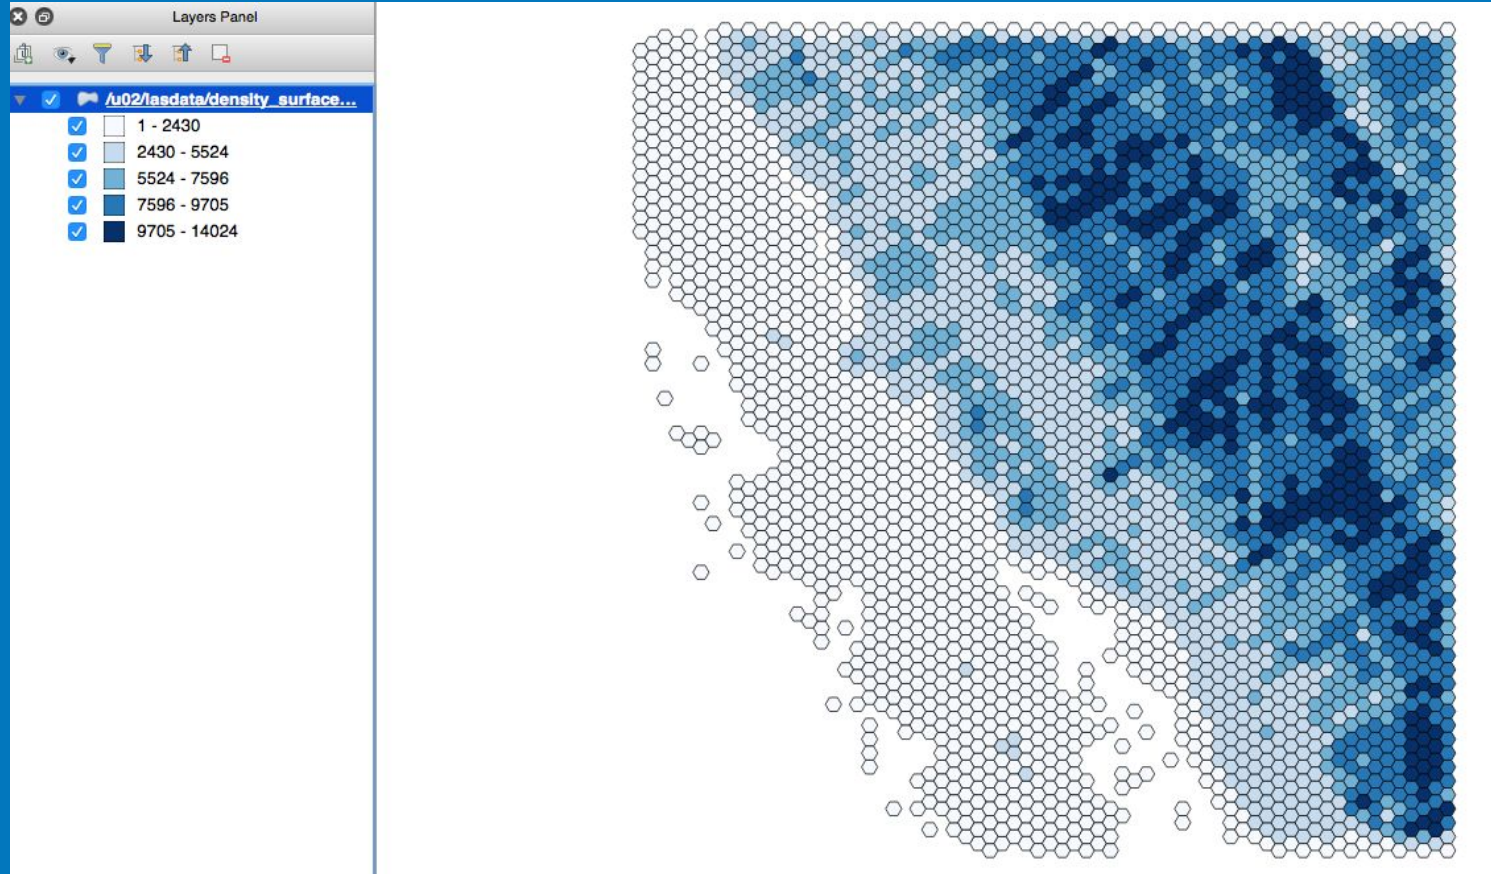 Layers Panel
/u02/lasdata/density_surface...
1 - 2430
2430 - 5524
5524 - 7596
7596 - 9705
9705 - 14024